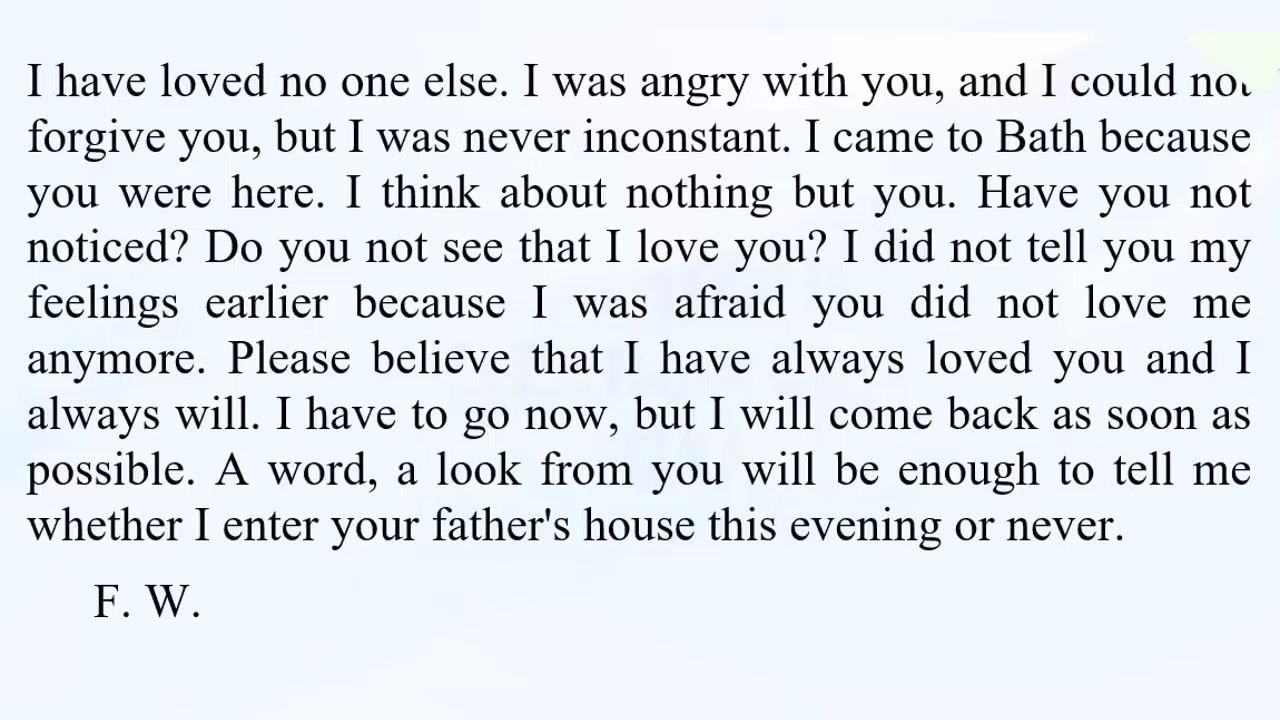 I have loved no one else. I was angry with you, and I could not
forgive you, but I was never inconstant. I came to Bath because
you were here. I think about nothing but you. Have you not
noticed? Do you not see that I love you? I did not tell you my
feelings earlier because I was afraid you did not love me
anymore. Please believe that I have always loved you and I
always will. I have to go now, but I will come back as soon as
possible. A word, a look from you will be enough to tell me
whether I enter your father's house this evening or never.
F. W.